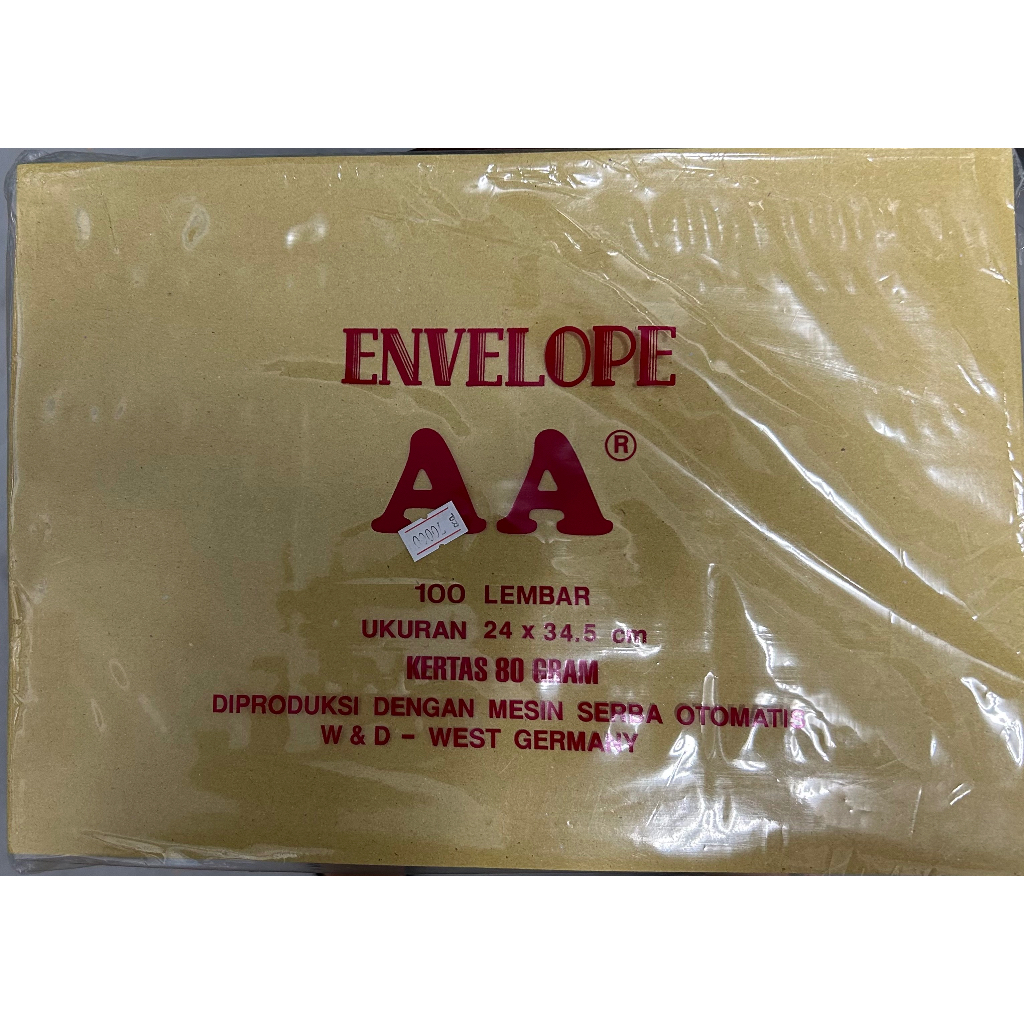 ENVELOPE
AA®
100 LEMBAR
UKURAN 24 x 34.5 cm
KERTAS 80 GRAM
DIPRODUKSI DENGAN MESIN SERBA OTOMATIS
W & D - WEST GERMANY